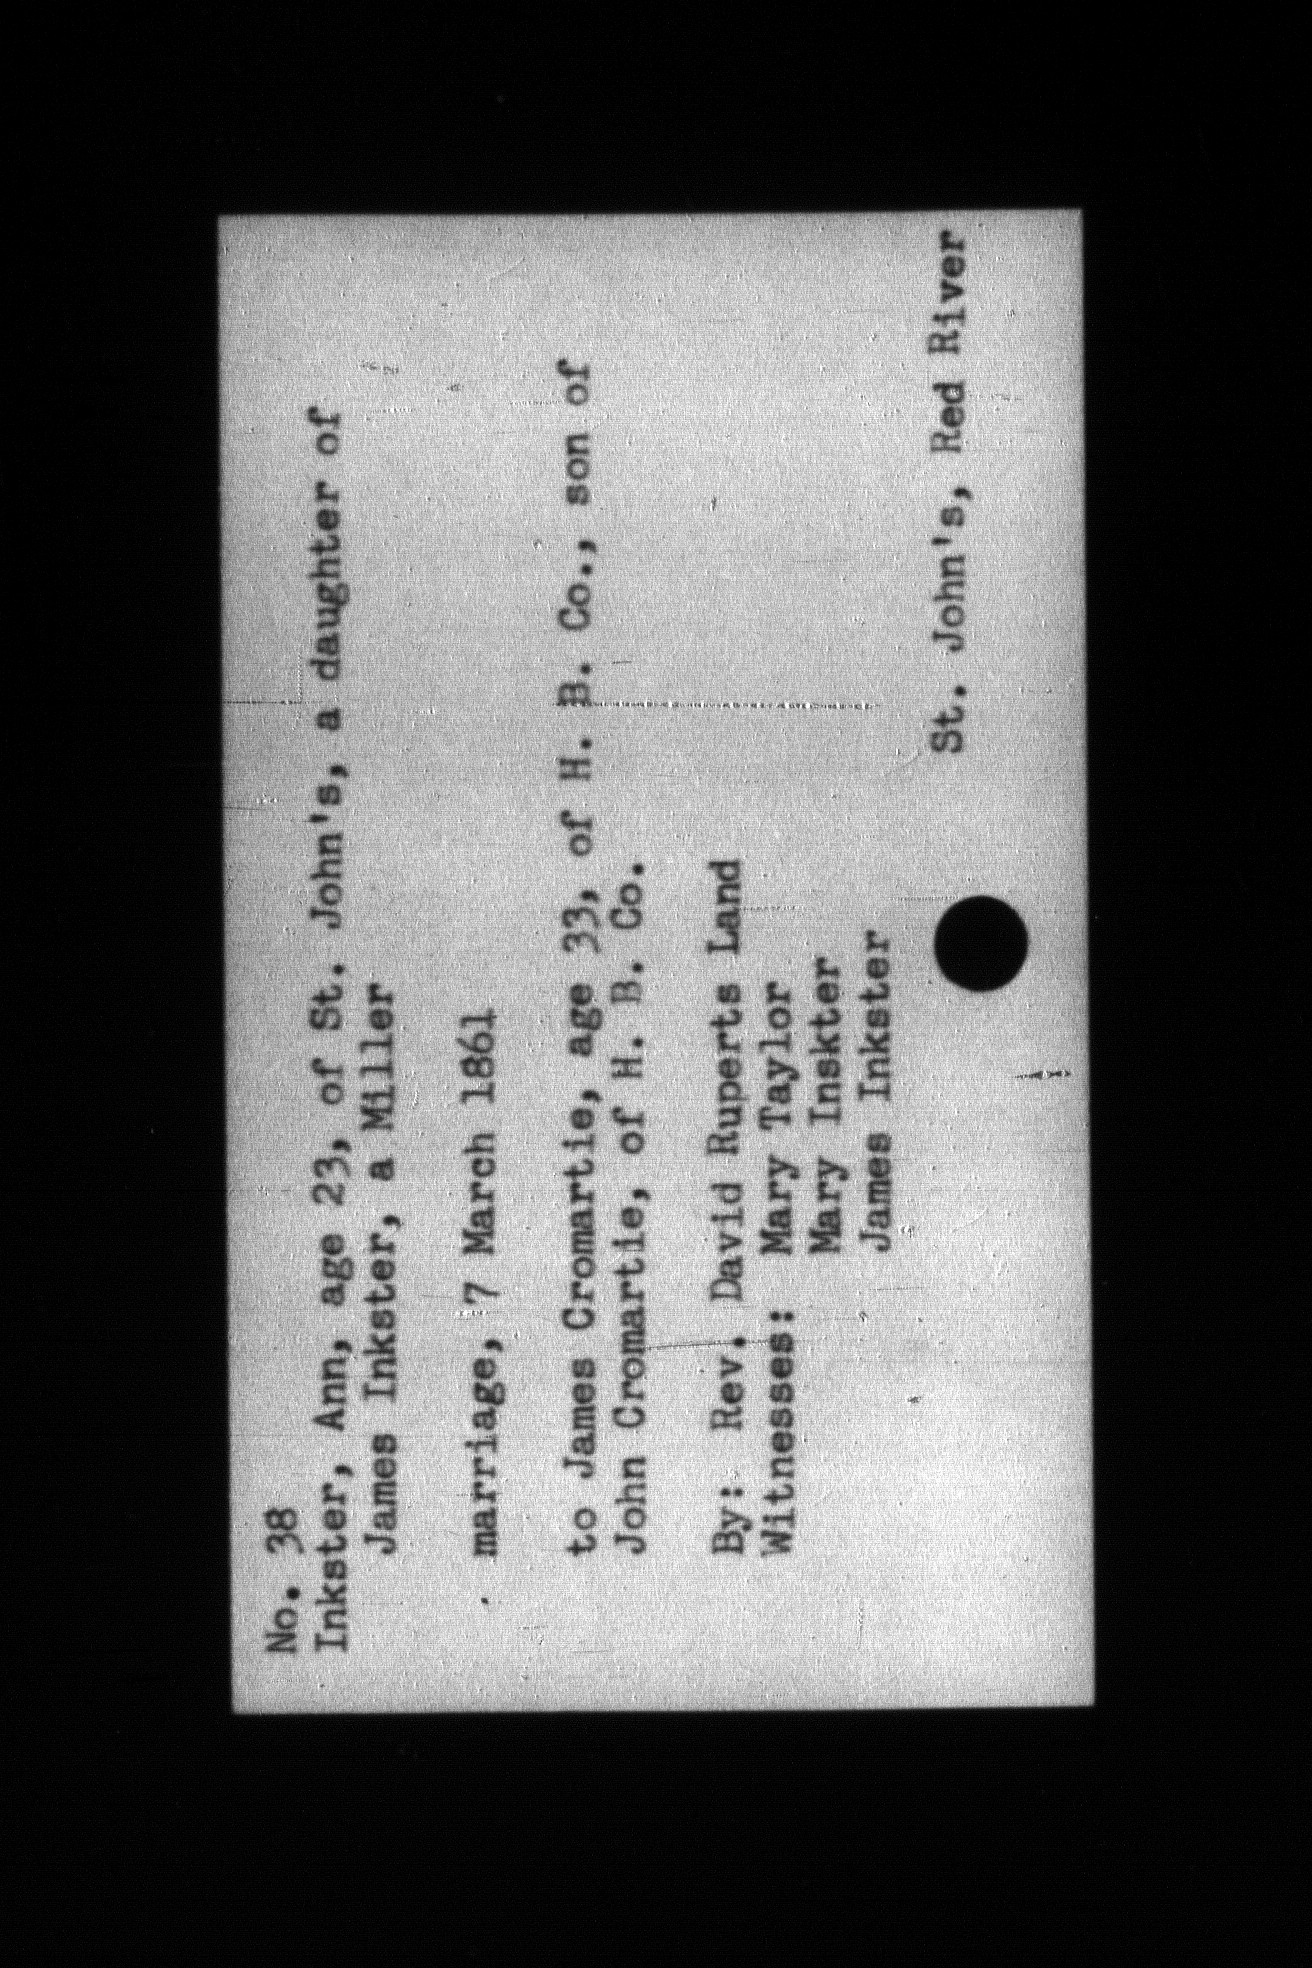 No. 38
Inkster, Ann, age 23, of St. John's, a daughter of
James Inkster, a Miller
marriage, 7 March 1861
to James Cromartie, age 33, of H. B. Co., son of
John Cromartie, of H. B. Co.
By: Rev. David Ruperts Land
Witnesses: Mary Taylor
Mary Inskter
James Inkster
St. John's, Red River